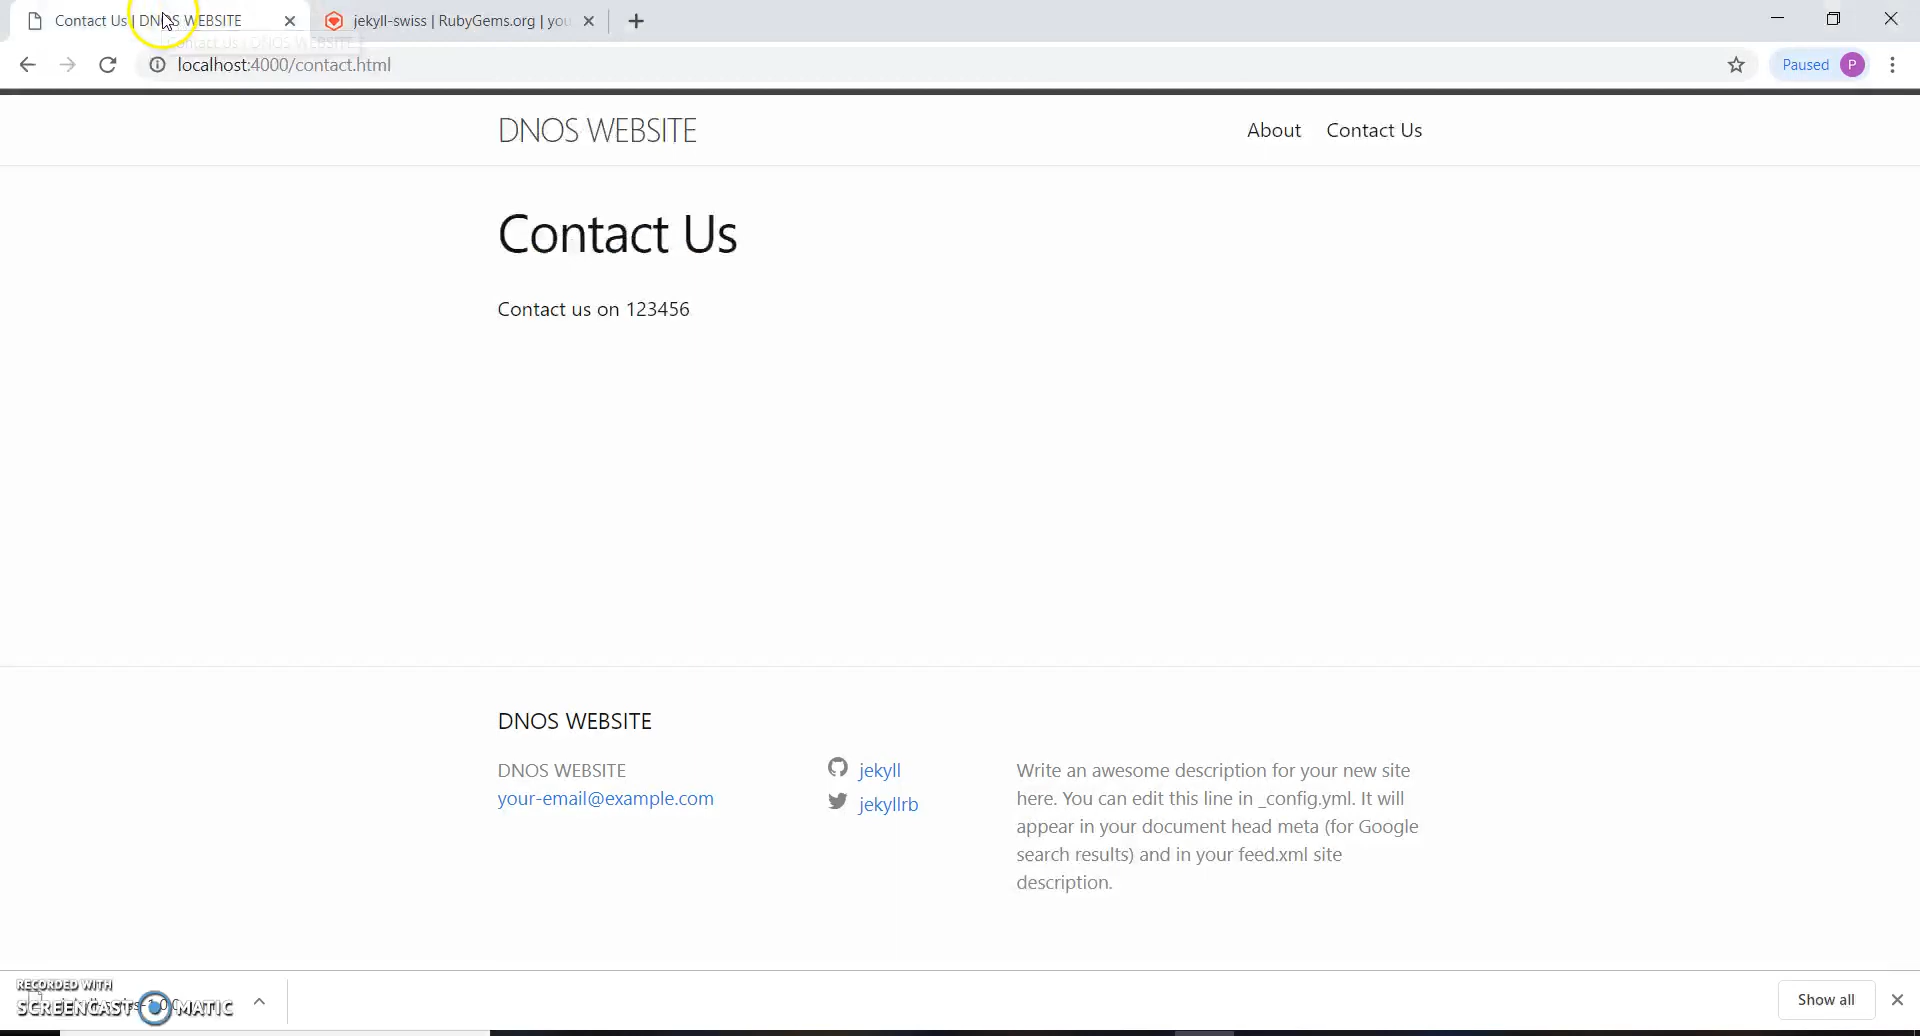 Contact Us | DNOS WEBSITE
jekyll-swiss | RubyGems.org | you
localhost:4000/contact.html
Paused P
DNOS WEBSITE
About Contact Us
Contact Us
Contact us on 123456
DNOS WEBSITE
DNOS WEBSITE
your-email@example.com
jekyll
jekyllrb
Write an awesome description for your new site
here. You can edit this line in _config.yml. It will
appear in your document head meta (for Google
search results) and in your feed.xml site
description.
RECORDED WITH
SCREENCAST MATIC
Show all